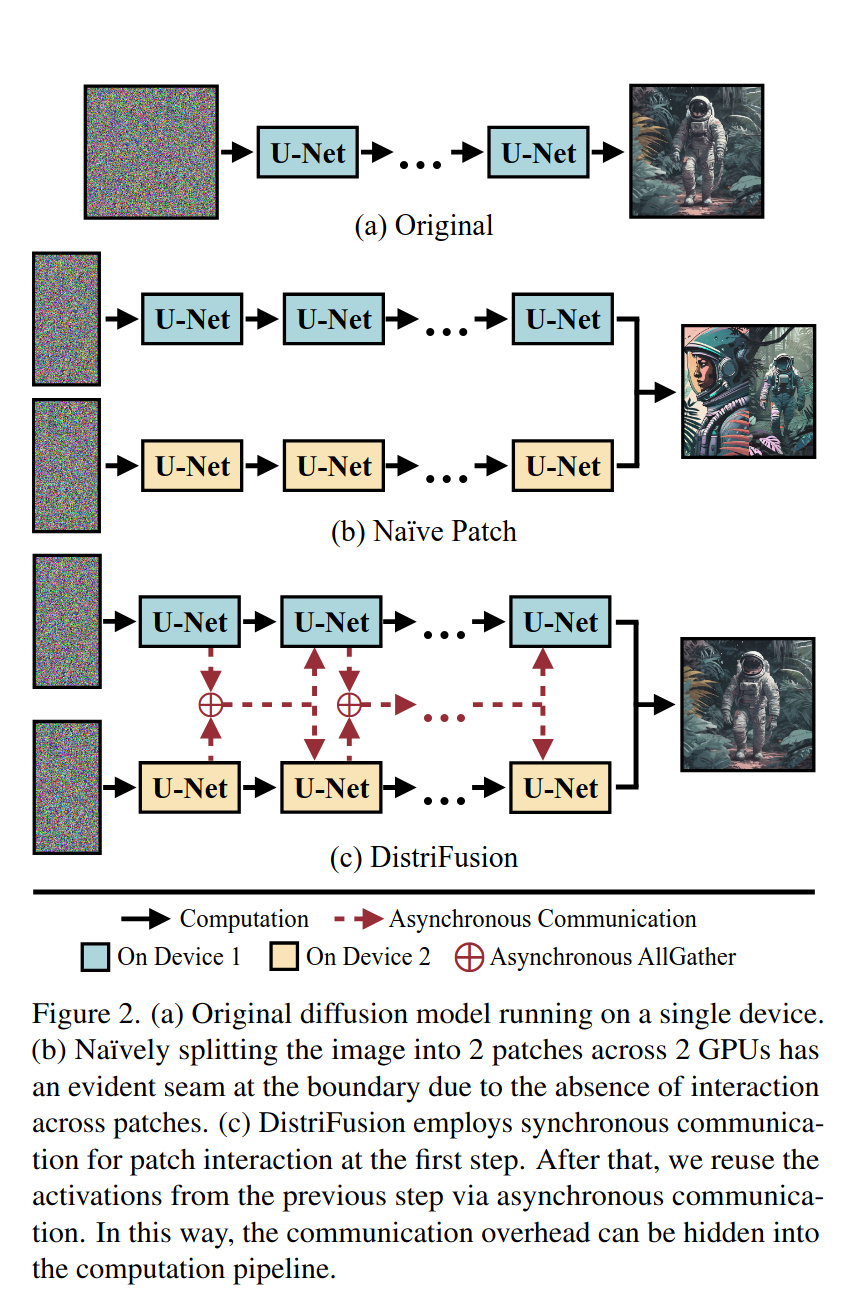 U-Net
U-Net
(a) Original
U-Net
U-Net
U-Net
U-Net
U-Net
U-Net
(b) Naïve Patch
U-Net
U-Net
U-Net
U-Net
U-Net
U-Net
(c) DistriFusion
Computation
Asynchronous Communication
On Device 1
On Device 2
Asynchronous AllGather
Figure 2. (a) Original diffusion model running on a single device.
(b) Naïvely splitting the image into 2 patches across 2 GPUs has
an evident seam at the boundary due to the absence of interaction
across patches. (c) DistriFusion employs synchronous communica-
tion for patch interaction at the first step. After that, we reuse the
activations from the previous step via asynchronous communica-
tion. In this way, the communication overhead can be hidden into
the computation pipeline.